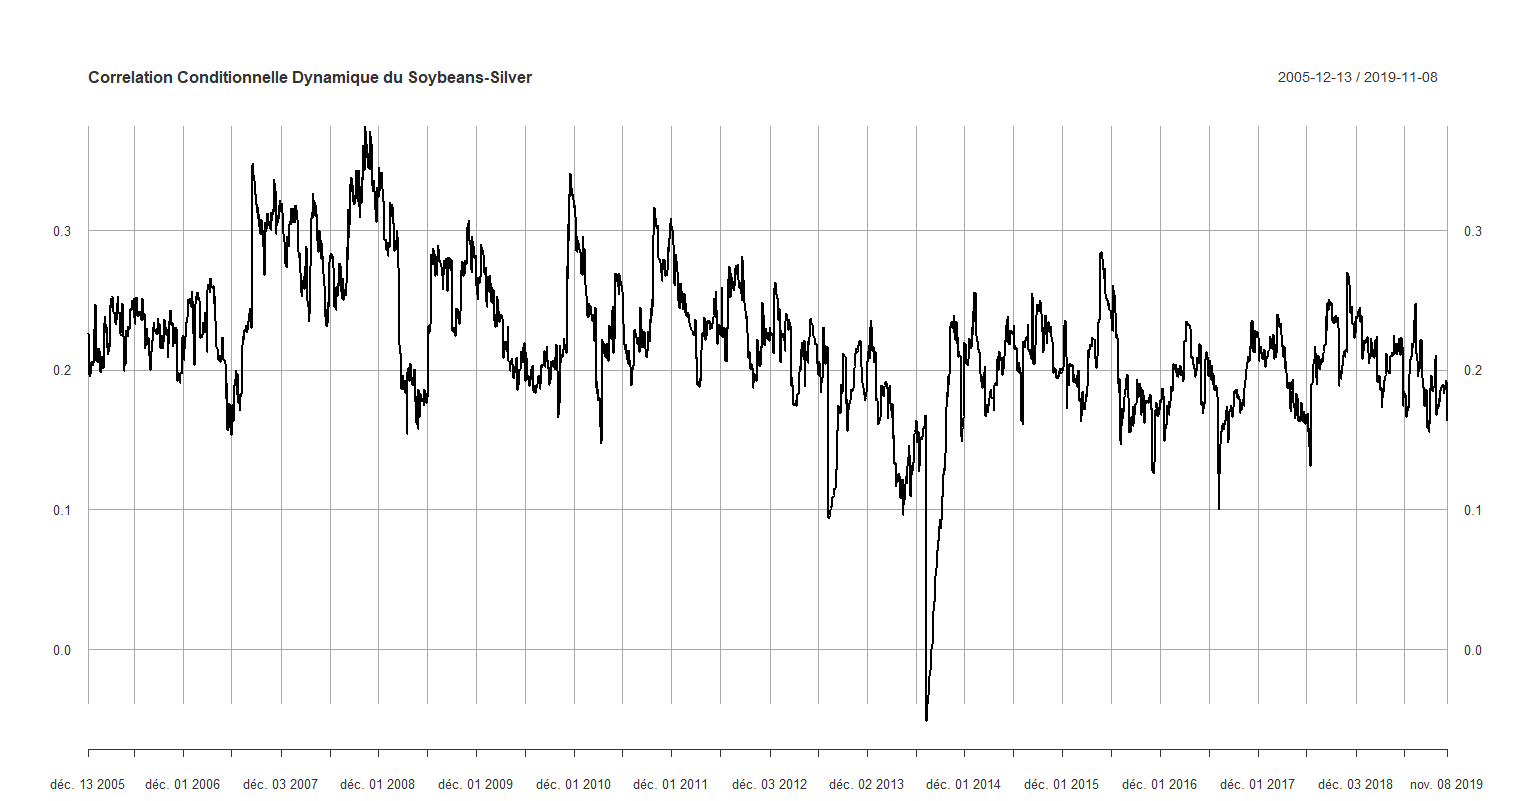 Correlation Conditionnelle Dynamique du Soybeans-Silver 2005-12-13 / 2019-11-08
0.3 0.3
0.2 0.2
0.1 0.1
0.0 0.0
déc. 13 2005 déc. 01 2006 déc. 03 2007 déc. 01 2008 déc. 01 2009 déc. 01 2010 déc. 01 2011 déc. 03 2012 déc. 02 2013 déc. 01 2014 déc. 01 2015 déc. 01 2016 déc. 01 2017 déc. 03 2018 nov. 08 2019